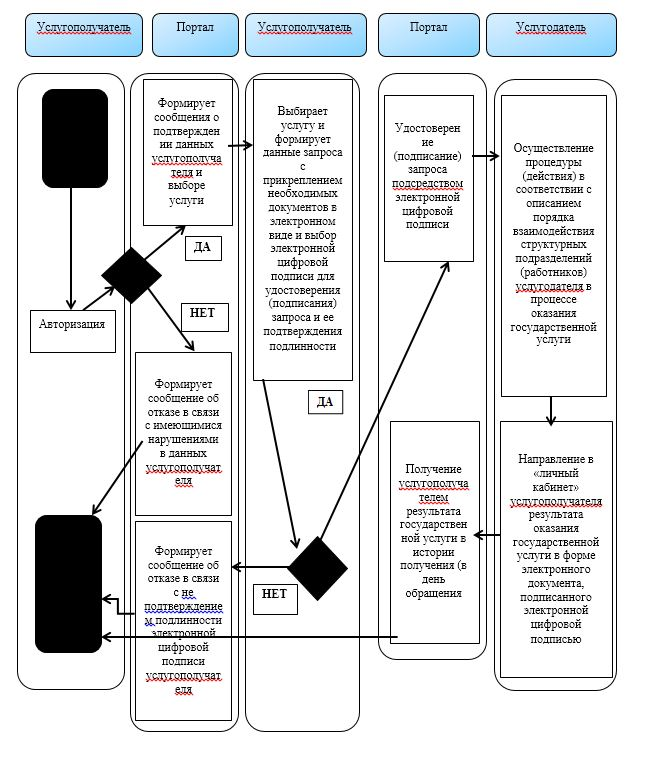 Услугополучатель
Портал
Услугополучатель
Портал
Услугодатель
Авторизация
Формирует
сообщения о
подтвержден
ии данных
услугополуча
теля и
выборе
услуги
ДА
НЕТ
Формирует
сообщение об
отказе в связи
с имеющимися
нарушениями
в данных
услугополучат
еля
Формирует
сообщение об
отказе в связи
с не
подтверждение
м подлинности
электронной
цифровой
подписи
услугополучат
еля
Выбирает
услугу и
формирует
данные запроса
с
прикреплением
необходимых
документов в
электронном
виде и выбор
электронной
цифровой
подписи для
удостоверения
(подписания)
запроса и ее
подтверждения
подлинности
ДА
НЕТ
Удостоверен
ие
(подписание)
запроса
подсредством
электронной
цифровой
подписи
Получение
услугополуча
телем
результата
государствен
ной услуги в
истории
получения (в
день
обращения
Осуществление
процедуры
(действия) в
соответствии с
описанием
порядка
взаимодействия
структурных
подразделений
(работников)
услугодателя в
процессе
оказания
государственной
услуги
Направление в
«личный
кабинет»
услугополучателя
результата
оказания
государственной
услуги в форме
электронного
документа,
подписанного
электронной
цифровой
подписью